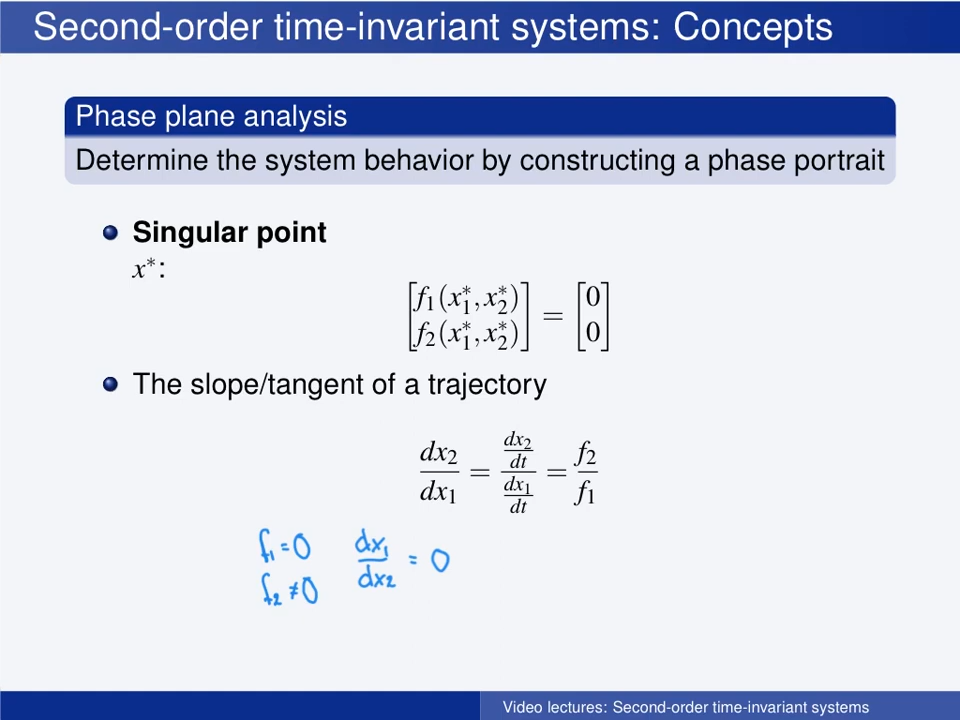 Second-order time-invariant systems: Concepts
Phase plane analysis
Determine the system behavior by constructing a phase portrait
Singular point
x*:
[f₁(x₁*, x₂*) f₂(x₁*, x₂*)] = [0 0]
The slope/tangent of a trajectory
dx₂/dx₁ = (dx₂/dt)/(dx₁/dt) = f₂/f₁
f₁ = 0 dx₁/dx₂ = 0
f₂ ≠ 0
Video lectures: Second-order time-invariant systems